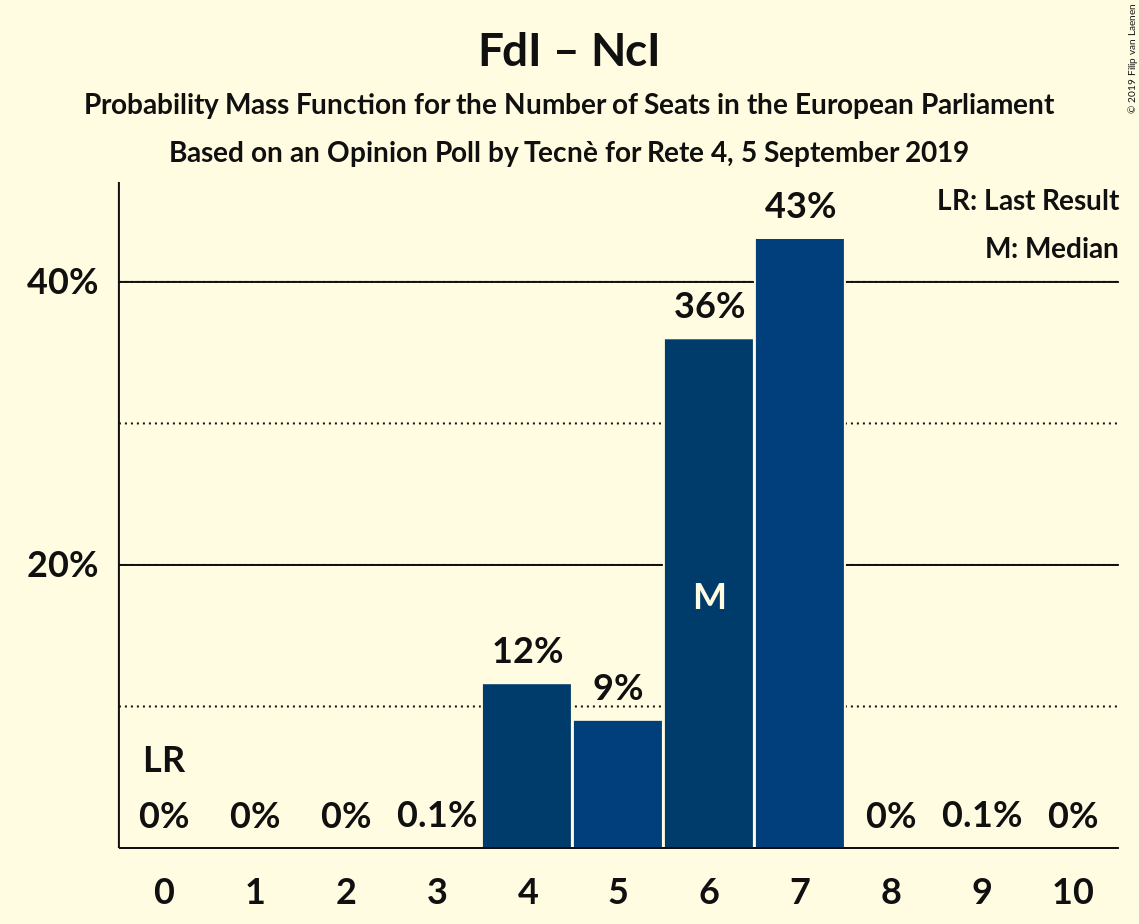 FdI – NcI
Probability Mass Function for the Number of Seats in the European Parliament
Based on an Opinion Poll by Tecnè for Rete 4, 5 September 2019
© 2019 Filip van Laenen
LR: Last Result
M: Median
43%
40%
36%
20%
M
12%
9%
LR
0% 0% 0% 0.1% 0% 0.1% 0%
0 1 2 3 4 5 6 7 8 9 10